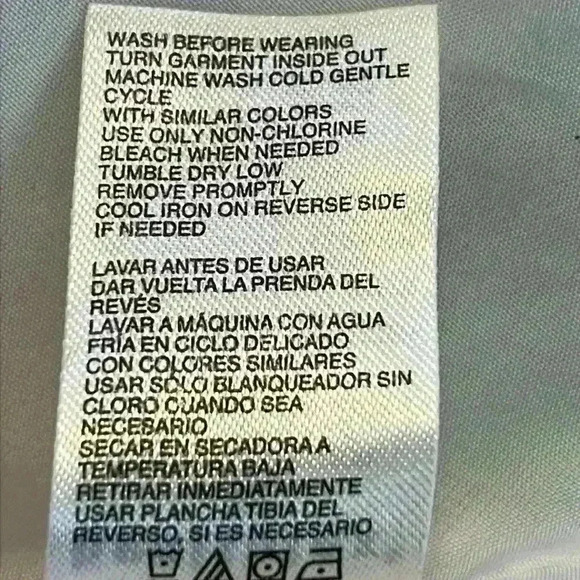 WASH BEFORE WEARING
TURN GARMENT INSIDE OUT
MACHINE WASH COLD GENTLE
CYCLE
WITH SIMILAR COLORS
USE ONLY NON-CHLORINE
BLEACH WHEN NEEDED
TUMBLE DRY LOW
REMOVE PROMPTLY
COOL IRON ON REVERSE SIDE
IF NEEDED
LAVAR ANTES DE USAR
DAR VUELTA LA PRENDA DEL
REVÉS
LAVAR A MÁQUINA CON AGUA
FRÍA EN CICLO DELICADO
CON COLORES SIMILARES
USAR SÓLO BLANQUEADOR SIN
CLORO CUANDO SEA
NECESARIO
SECAR EN SECADORA A
TEMPERATURA BAJA
RETIRAR INMEDIATAMENTE
USAR PLANCHA TIBIA DEL
REVERSO, SI ES NECESARIO